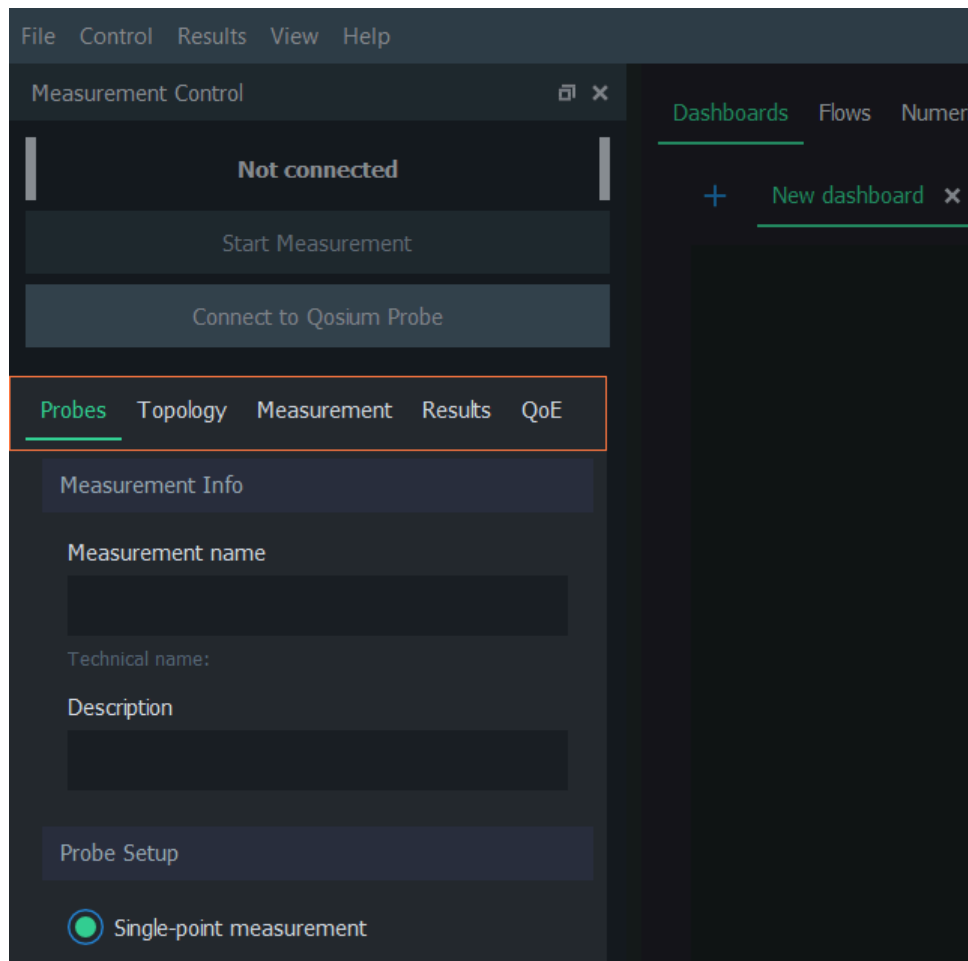 File Control Results View Help
Measurement Control
Dashboards Flows Numer
Not connected
New dashboard
Start Measurement
Connect to Qosium Probe
Probes Topology Measurement Results QoE
Measurement Info
Measurement name
Technical name:
Description
Probe Setup
Single-point measurement